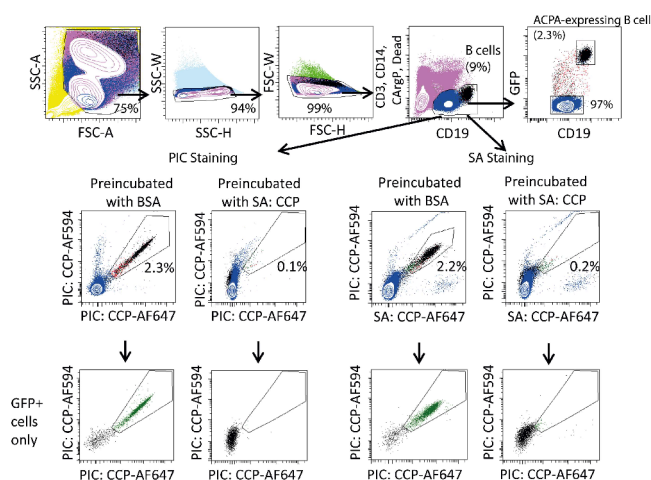 SSC-A
75%
FSC-A
SSC-W
94%
SSC-H
FSC-W
99%
FSC-H
CD3, CD14,
CArgP, Dead
B cells
(9%)
CD19
ACPA-expressing B cell
(2.3%)
GFP
97%
CD19
PIC Staining
SA Staining
Preincubated
with BSA
PIC: CCP-AF594
2.3%
PIC: CCP-AF647
Preincubated
with SA: CCP
PIC: CCP-AF594
0.1%
PIC: CCP-AF647
Preincubated
with BSA
PIC: CCP-AF594
2.2%
SA: CCP-AF647
Preincubated
with SA: CCP
PIC: CCP-AF594
0.2%
SA: CCP-AF647
GFP+
cells
only
PIC: CCP-AF594
PIC: CCP-AF647
PIC: CCP-AF594
PIC: CCP-AF647
PIC: CCP-AF594
SA: CCP-AF647
PIC: CCP-AF594
SA: CCP-AF647